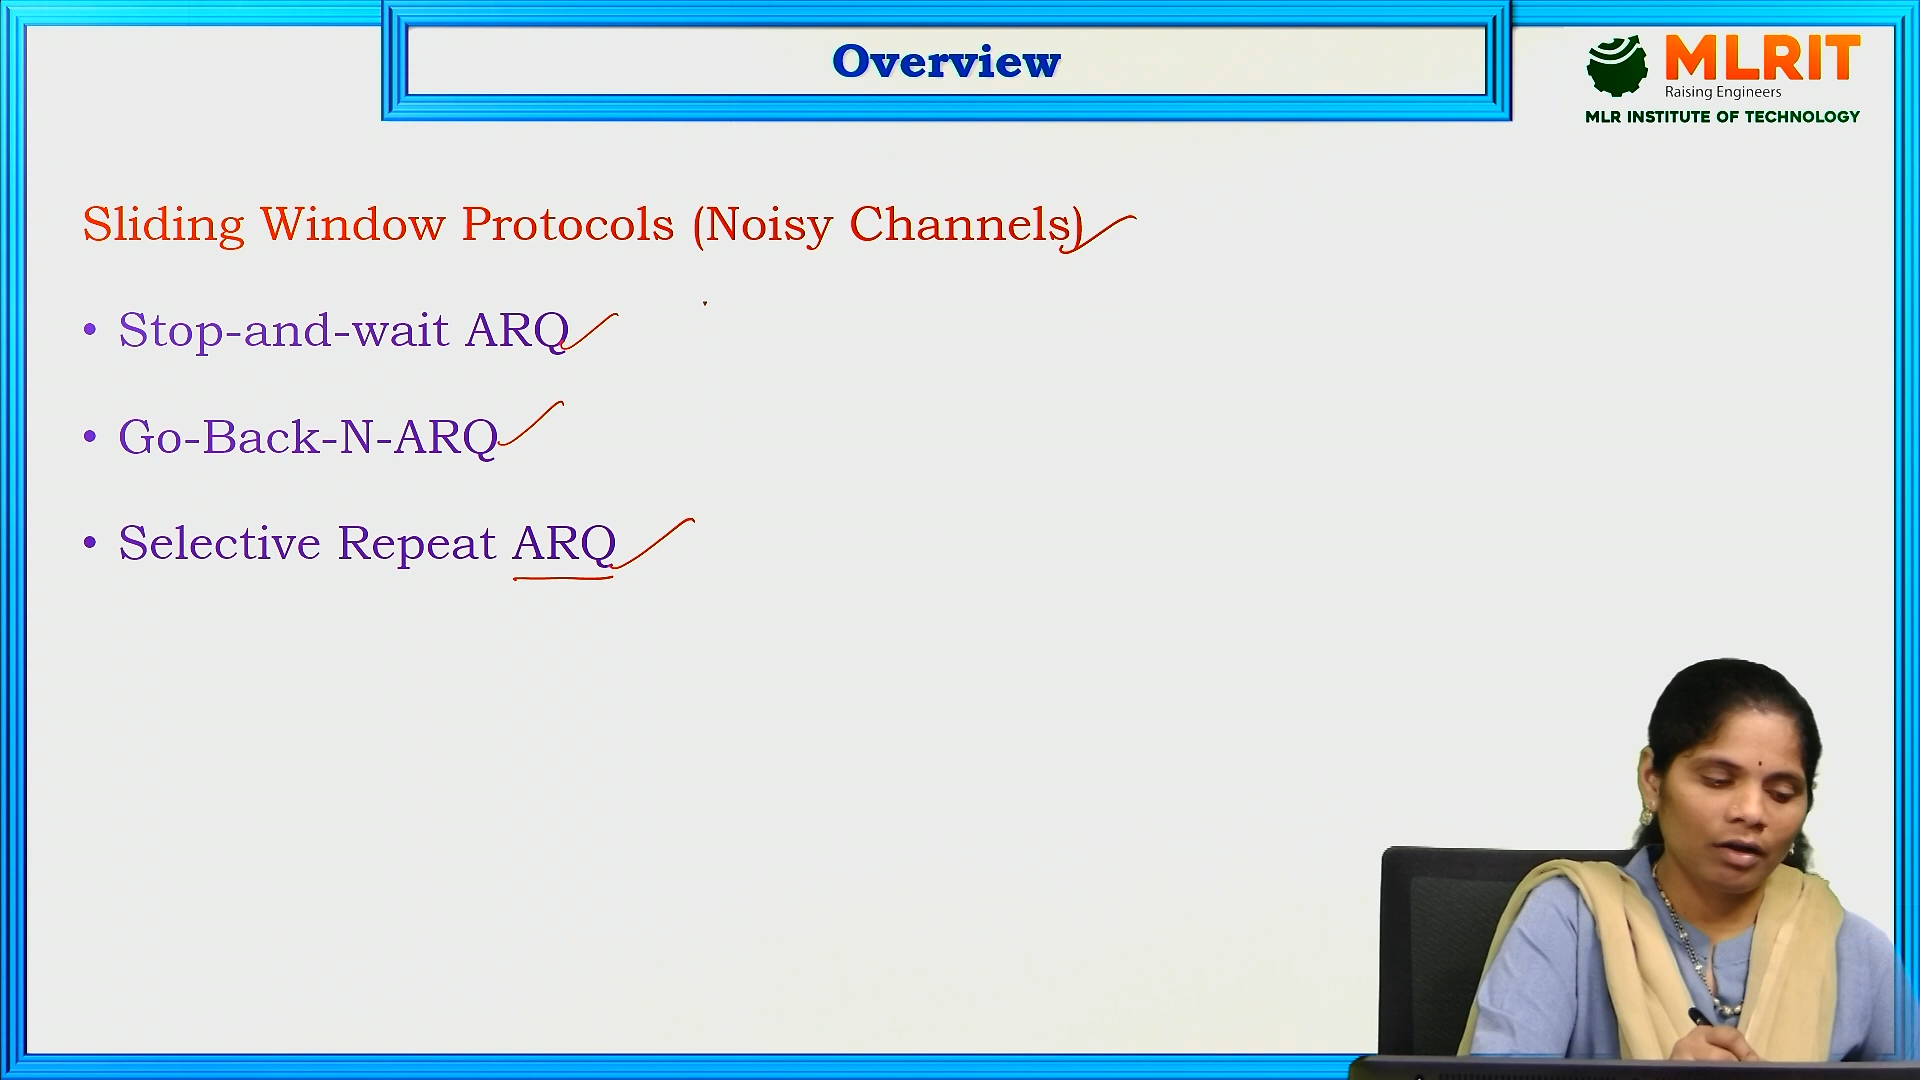 Overview
MLRIT
Raising Engineers
MLR INSTITUTE OF TECHNOLOGY
Sliding Window Protocols (Noisy Channels)
• Stop-and-wait ARQ
• Go-Back-N-ARQ
• Selective Repeat ARQ